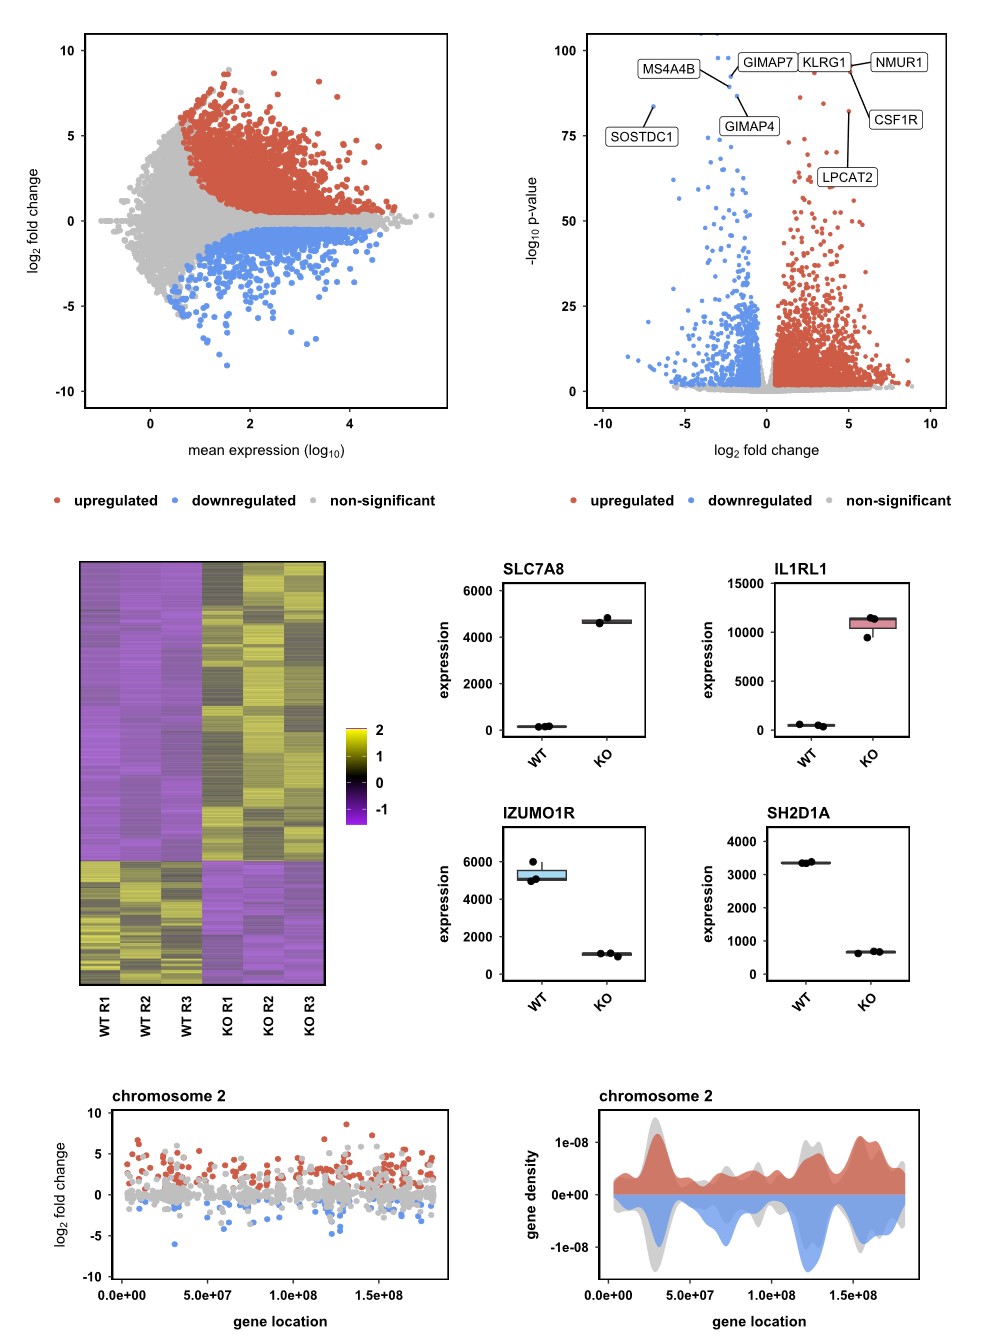 10
5
0
-5
-10
log2 fold change
0 2 4
mean expression (log10)
upregulated downregulated non-significant
100
75
50
25
0
-log10 p-value
MS4A4B
GIMAP7
KLRG1
NMUR1
SOSTDC1
GIMAP4
CSF1R
LPCAT2
-10 -5 0 5 10
log2 fold change
upregulated downregulated non-significant
WT R1
WT R2
WT R3
KO R1
KO R2
KO R3
2
1
0
-1
SLC7A8
6000
4000
2000
0
expression
WT
KO
IL1RL1
15000
10000
5000
0
expression
WT
KO
IZUMO1R
6000
4000
2000
0
expression
WT
KO
SH2D1A
4000
3000
2000
1000
0
expression
WT
KO
chromosome 2
10
5
0
-5
-10
log2 fold change
0.0e+00 5.0e+07 1.0e+08 1.5e+08
gene location
chromosome 2
1e-08
0e+00
-1e-08
gene density
0.0e+00 5.0e+07 1.0e+08 1.5e+08
gene location